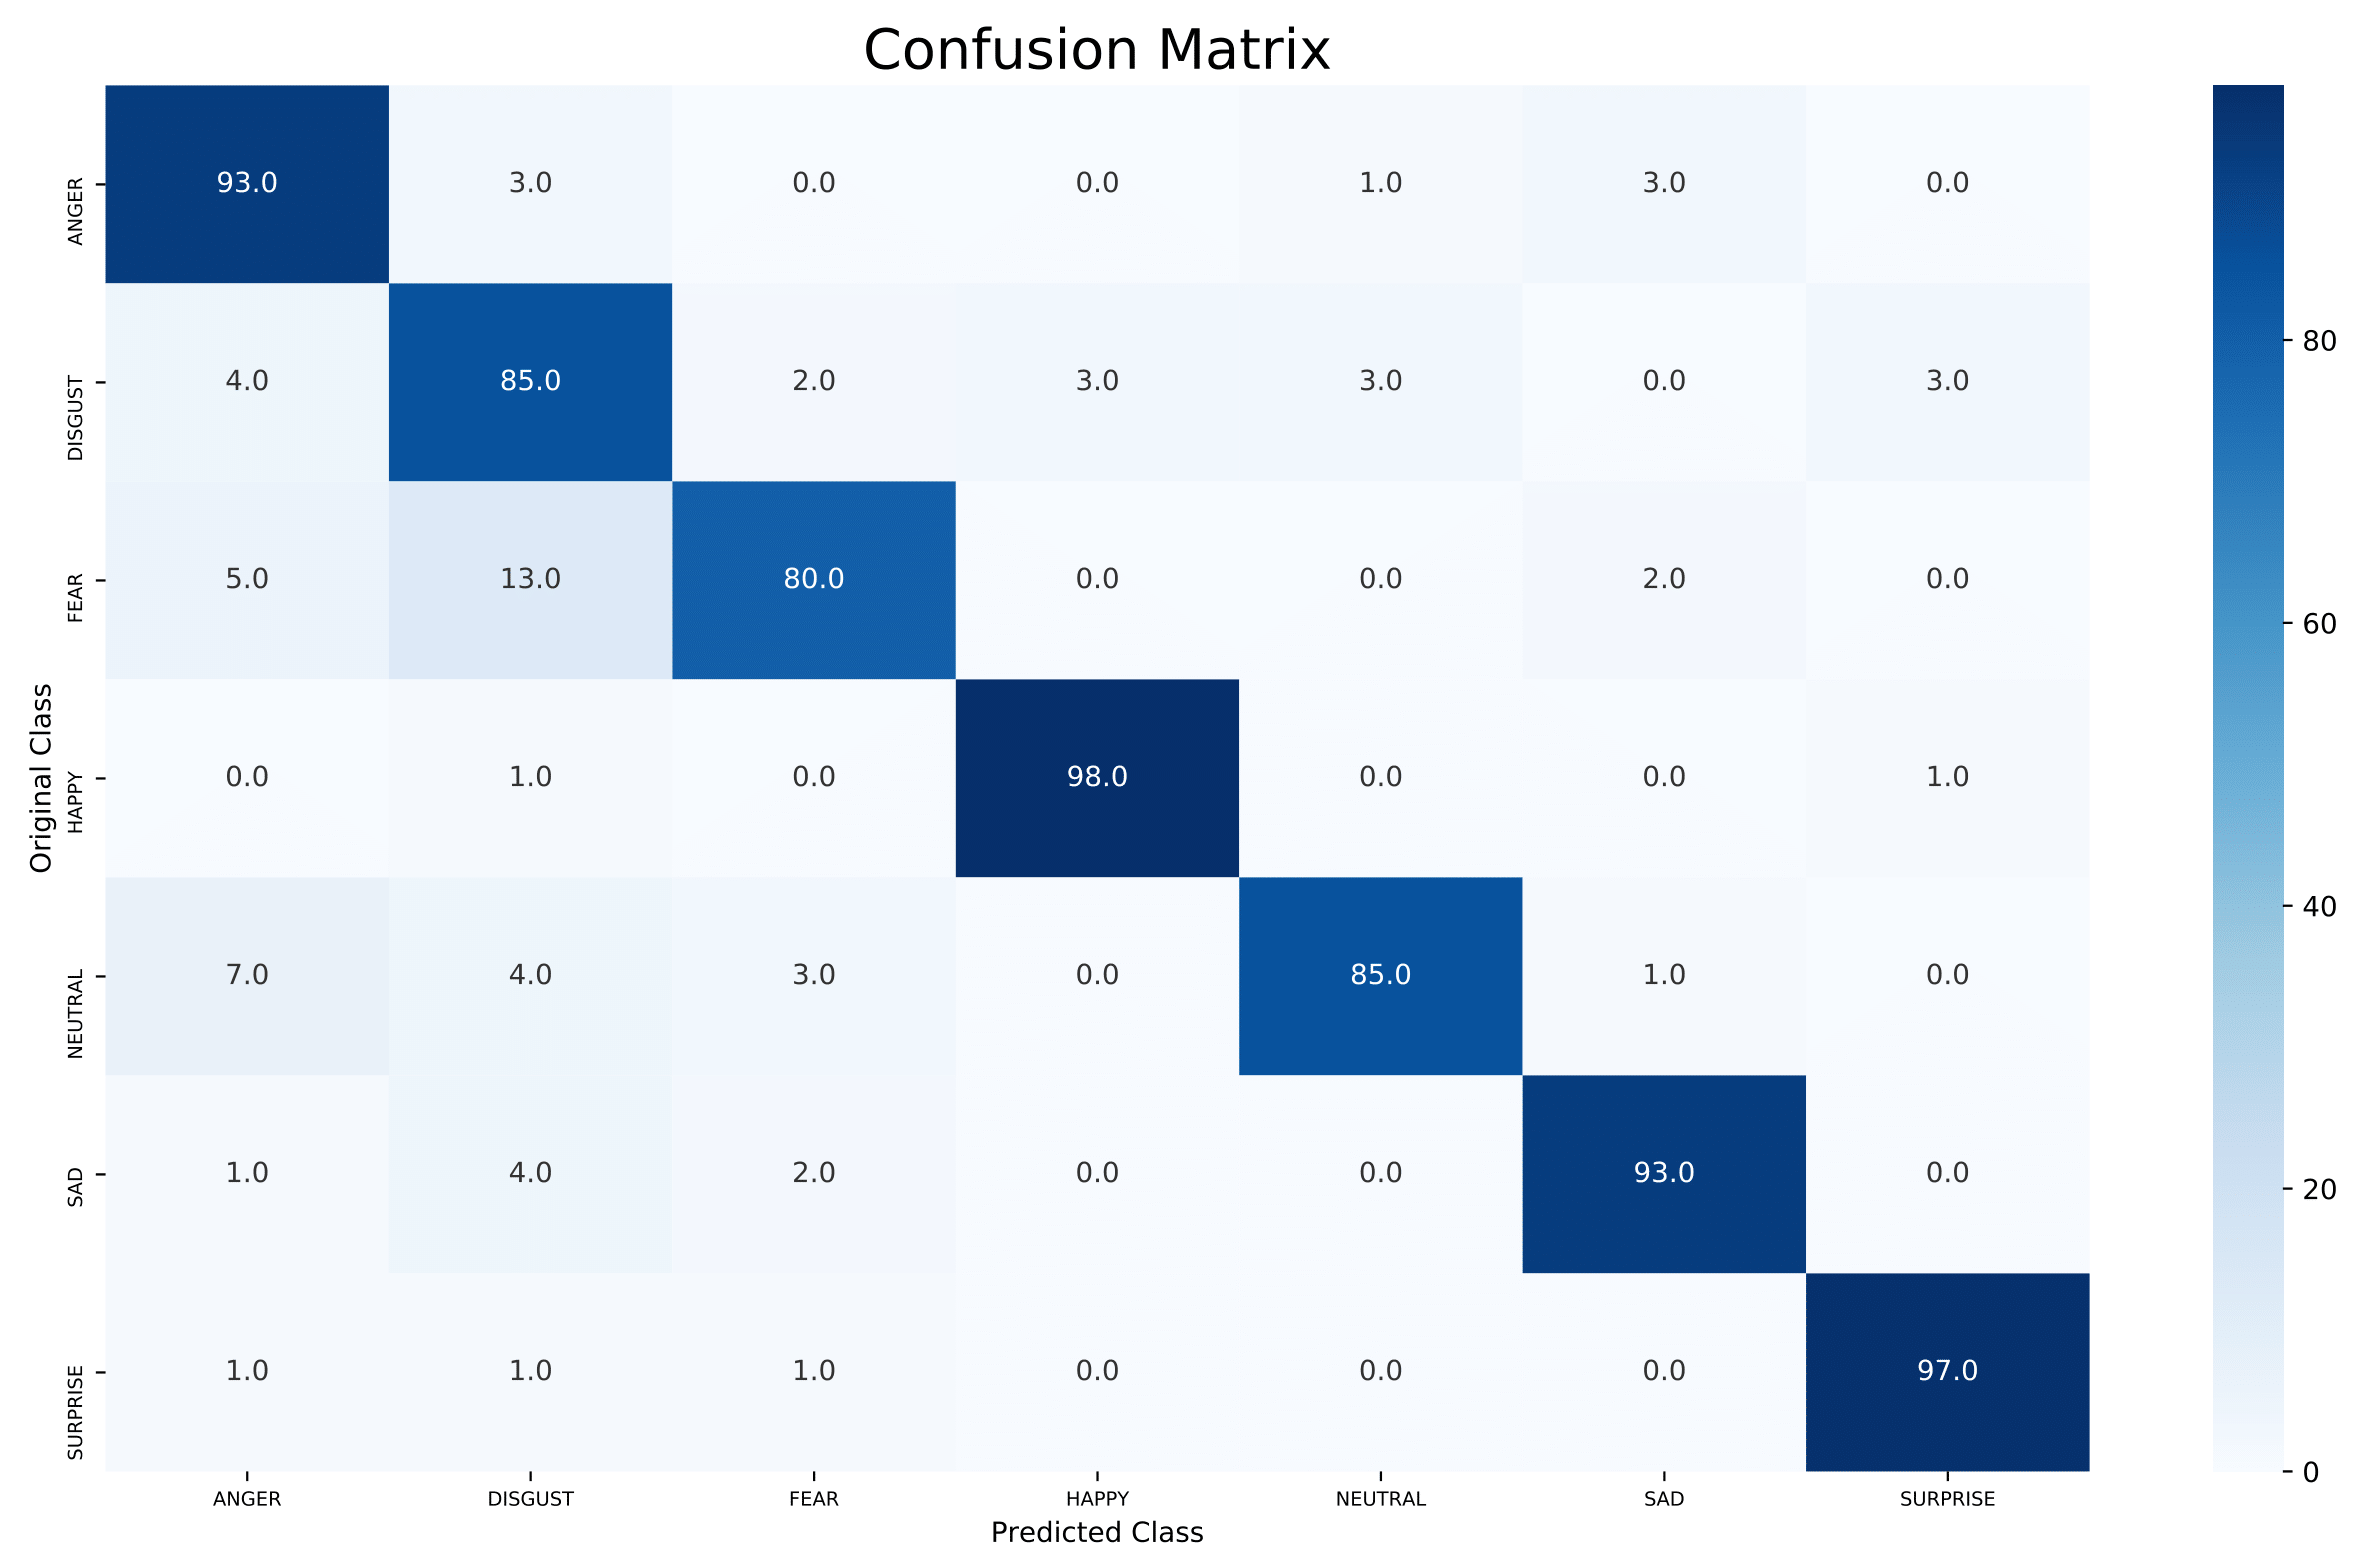 Confusion Matrix
ANGER 93.0 3.0 0.0 0.0 1.0 3.0 0.0
DISGUST 4.0 85.0 2.0 3.0 3.0 0.0 3.0
FEAR 5.0 13.0 80.0 0.0 0.0 2.0 0.0
HAPPY 0.0 1.0 0.0 98.0 0.0 0.0 1.0
NEUTRAL 7.0 4.0 3.0 0.0 85.0 1.0 0.0
SAD 1.0 4.0 2.0 0.0 0.0 93.0 0.0
SURPRISE 1.0 1.0 1.0 0.0 0.0 0.0 97.0
Original Class
ANGER DISGUST FEAR HAPPY NEUTRAL SAD SURPRISE
Predicted Class
80
60
40
20
0